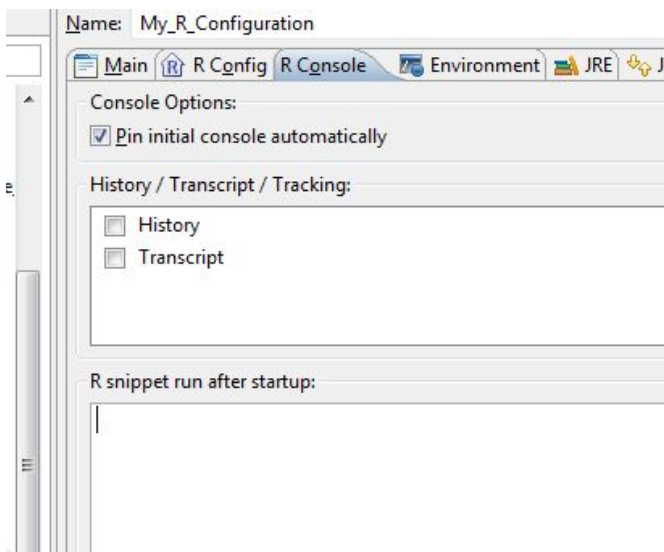 Name: My_R_Configuration
Main R Config R Console Environment JRE J
Console Options:
Pin initial console automatically
e
History / Transcript / Tracking:
History
Transcript
R snippet run after startup: